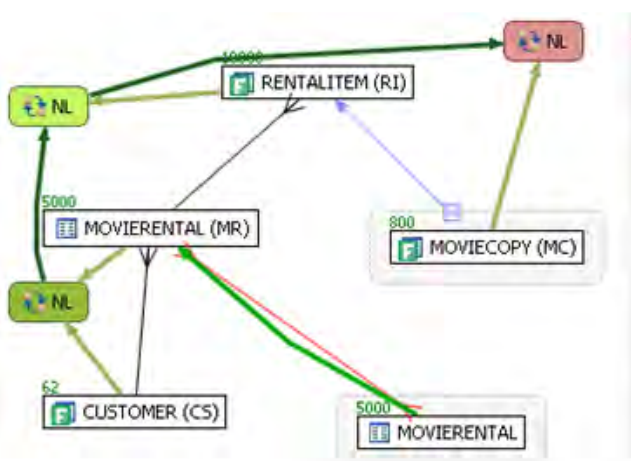 NL
10000
RENTALITEM (RI)
NL
5000
MOVIERENTAL (MR)
800
MOVIECOPY (MC)
NL
62
CUSTOMER (CS)
5000
MOVIERENTAL